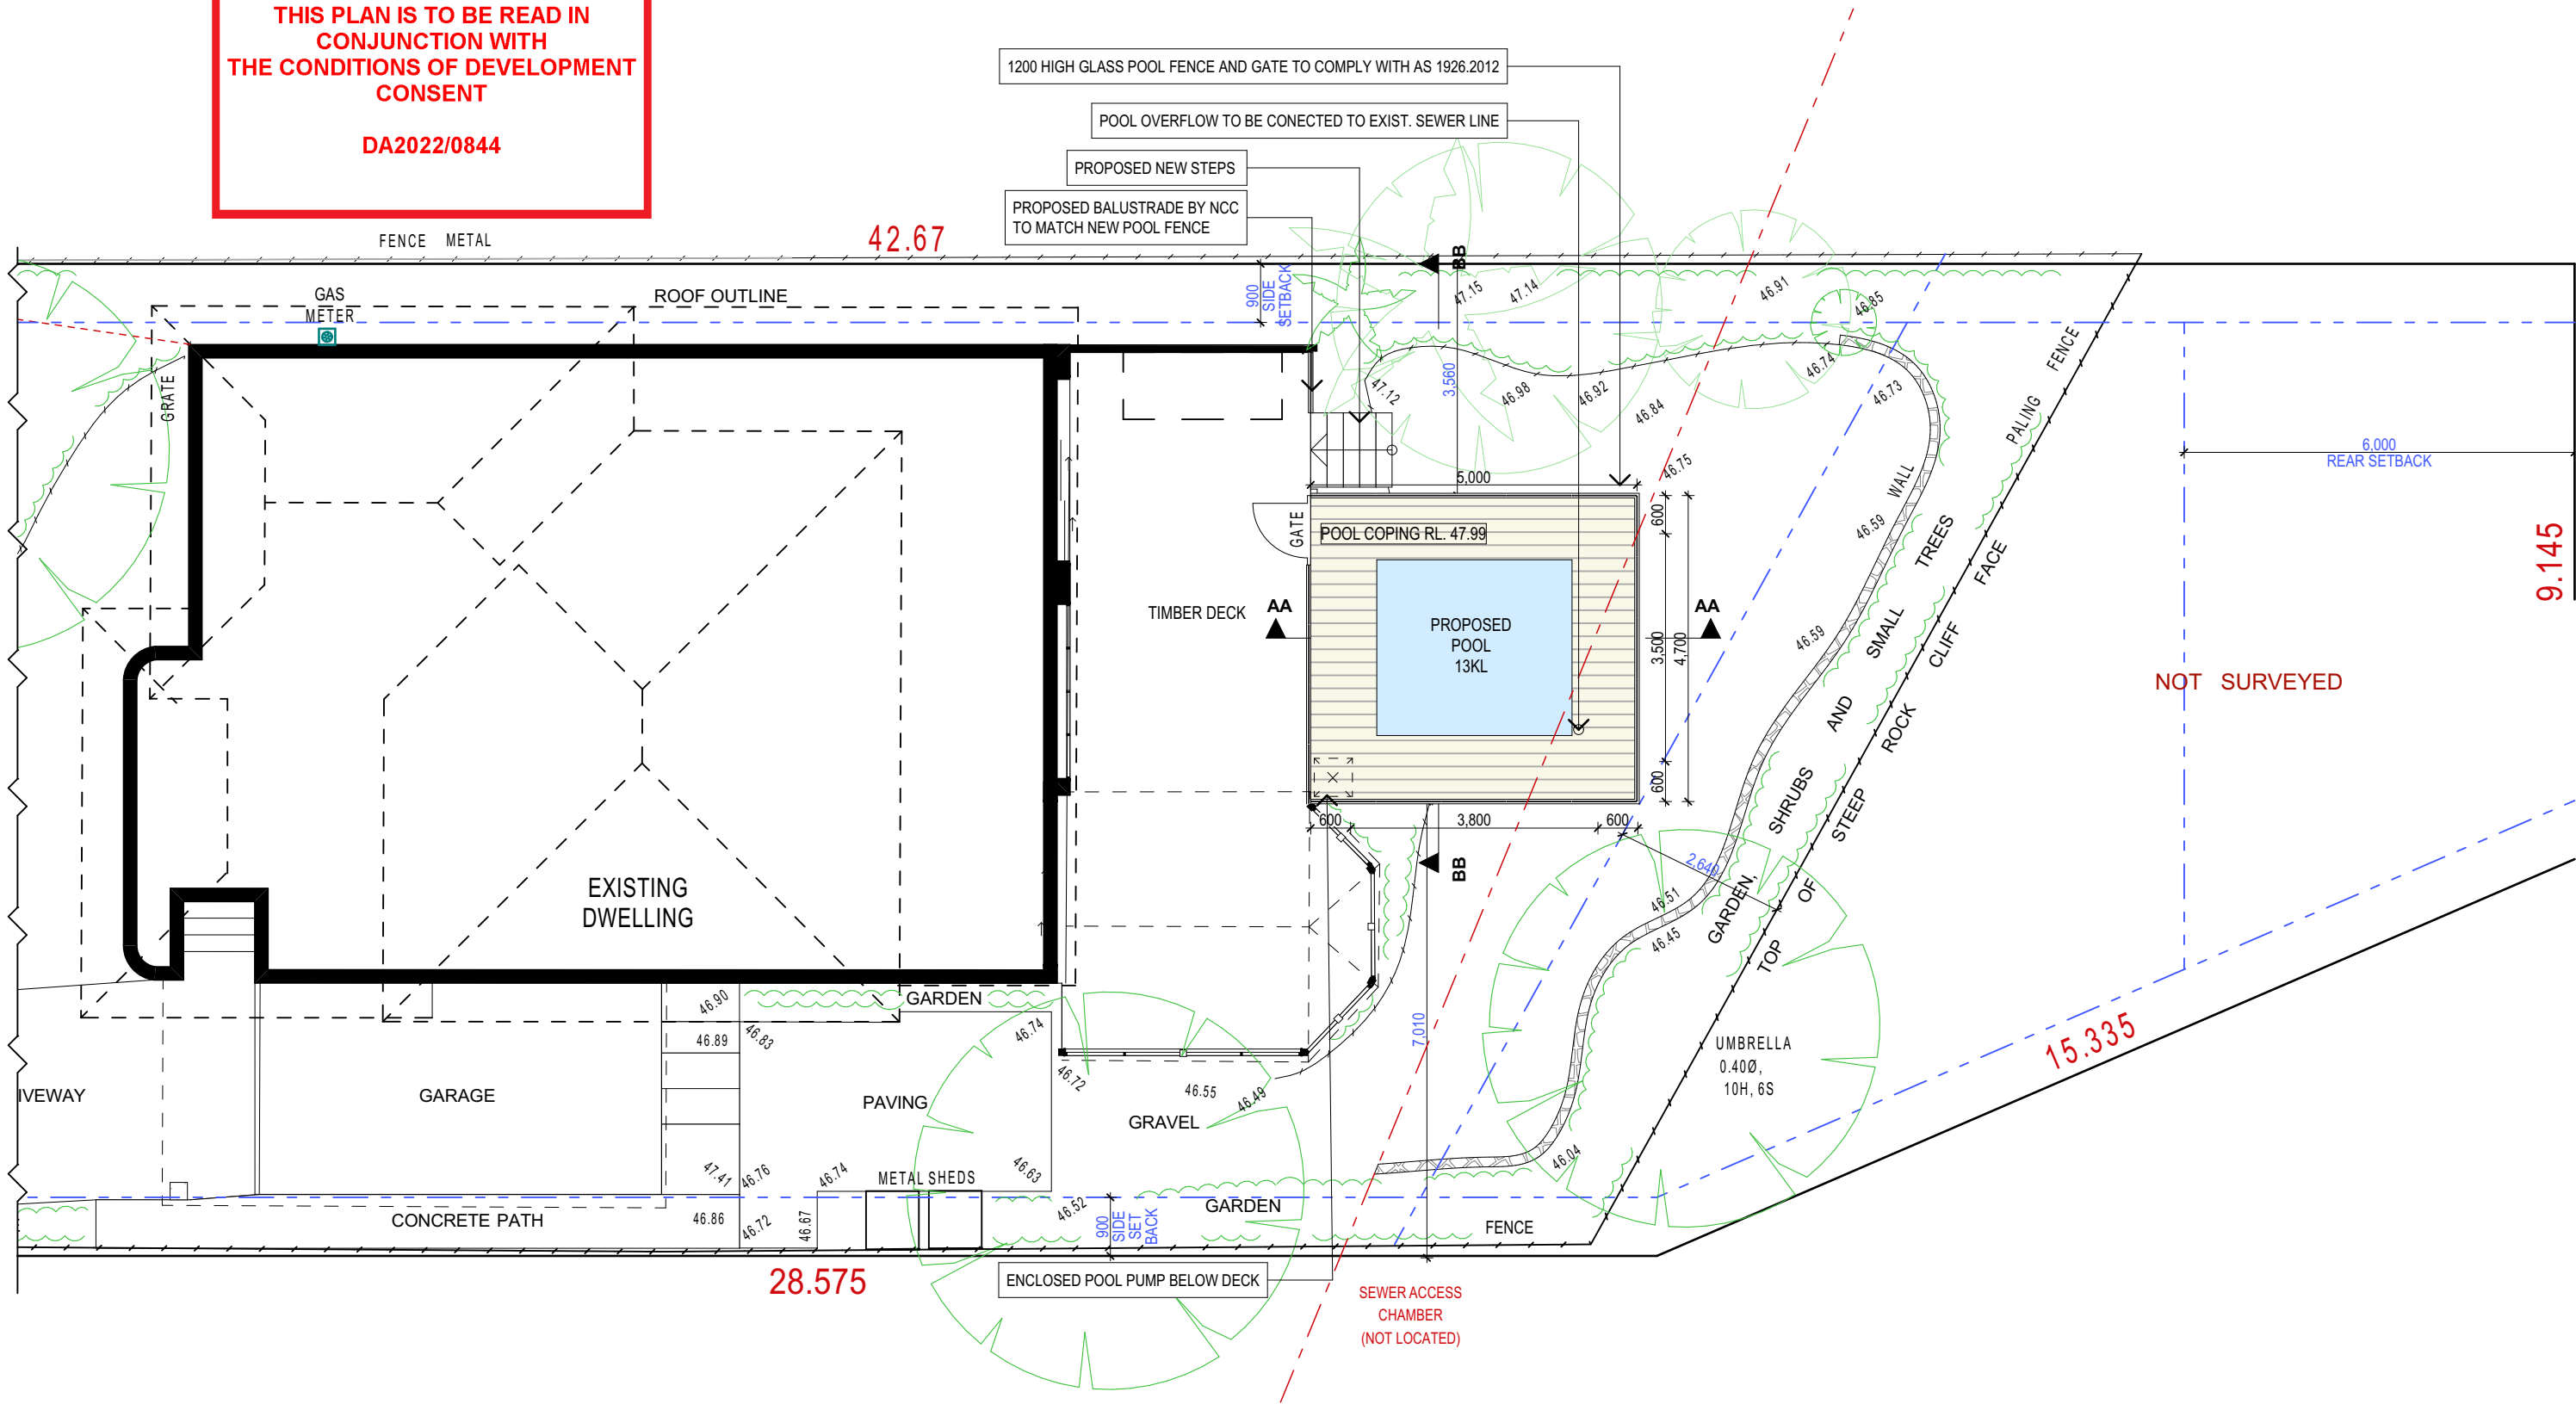 THIS PLAN IS TO BE READ IN
CONJUNCTION WITH
THE CONDITIONS OF DEVELOPMENT
CONSENT
DA2022/0844
1200 HIGH GLASS POOL FENCE AND GATE TO COMPLY WITH AS 1926.2012
POOL OVERFLOW TO BE CONECTED TO EXIST. SEWER LINE
PROPOSED NEW STEPS
PROPOSED BALUSTRADE BY NCC
TO MATCH NEW POOL FENCE
FENCE METAL
42.67
BB
900
SIDE
SETBACK
47.15
47.14
46.91
46.85
GAS
METER
ROOF OUTLINE
GRATE
47.12
3,560
46.98
46.92
46.84
46.74
46.73
46.75
FENCE
PALING
6,000
REAR SETBACK
5,000
WALL
46.59
GATE
POOL COPING RL. 47.99
600
3,500
4,700
600
TREES
FACE
9.145
TIMBER DECK
AA
AA
PROPOSED
POOL
13KL
46.59
SMALL
CLIFF
NOT SURVEYED
AND
ROCK
SHRUBS
STEEP
600
3,800
600
BB
2,640
46.51
GARDEN,
OF
46.45
TOP
EXISTING
DWELLING
GARDEN
46.90
46.89
46.83
46.74
46.72
46.55
46.49
7,010
UMBRELLA
0.40Ø,
10H, 6S
15.335
IVEWAY
GARAGE
PAVING
GRAVEL
47.41
46.76
46.74
METAL SHEDS
46.63
46.04
CONCRETE PATH
46.86
46.72
46.67
46.52
900
SIDE
SET
BACK
GARDEN
FENCE
28.575
ENCLOSED POOL PUMP BELOW DECK
SEWER ACCESS
CHAMBER
(NOT LOCATED)